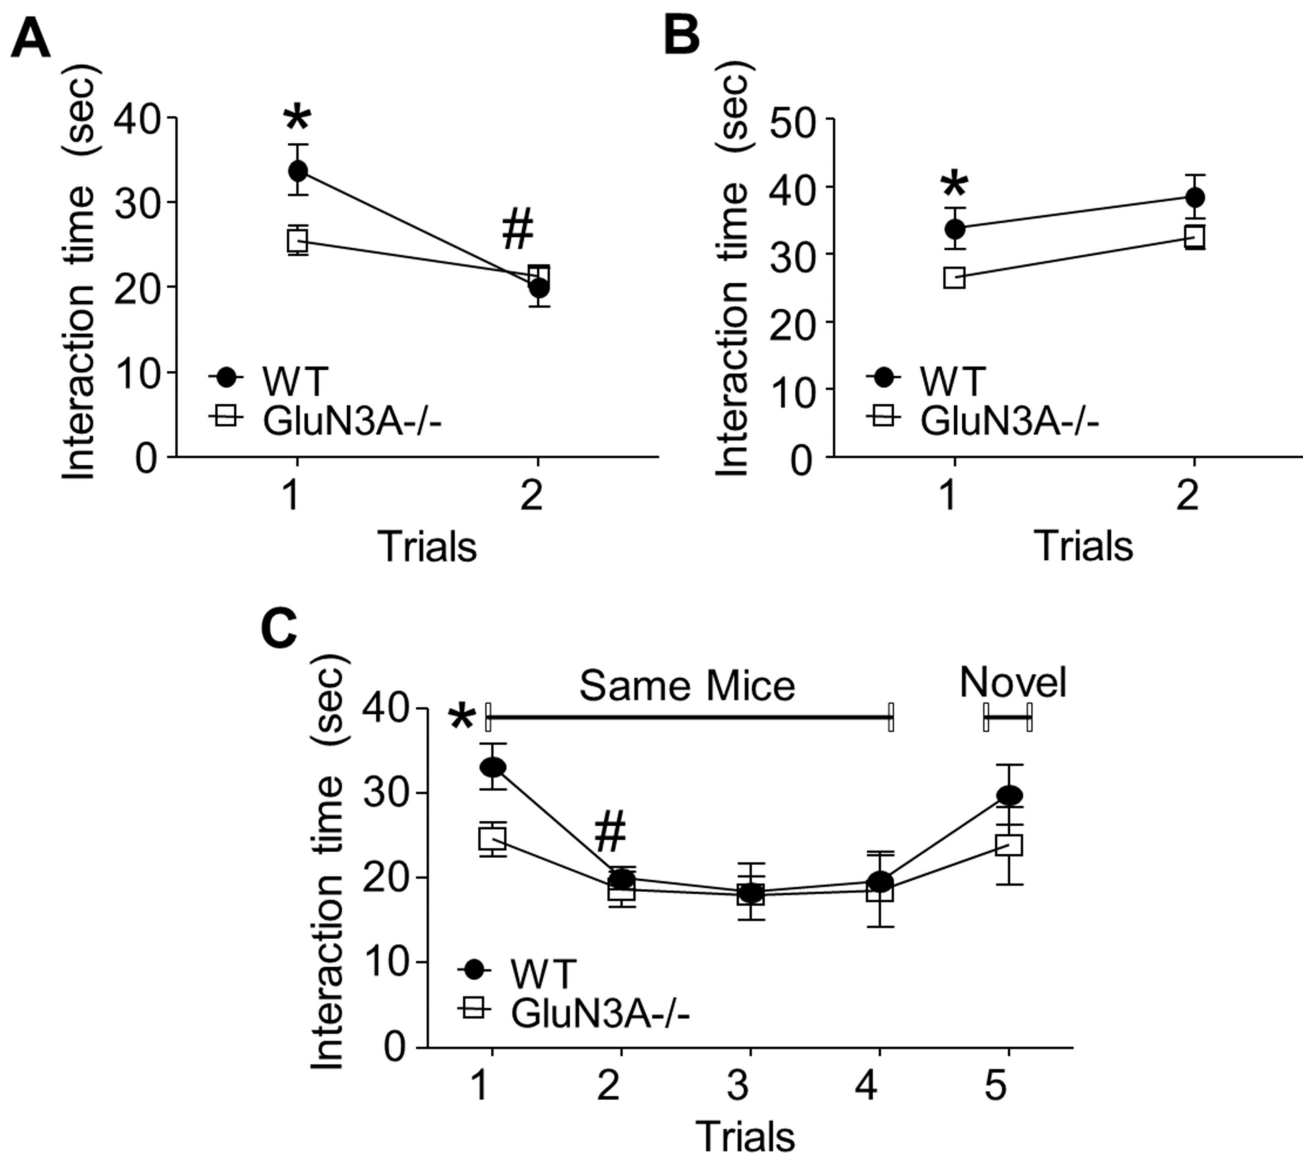 A
Interaction time (sec)
40
30
20
10
0
*
#
WT
GluN3A-/-
1
2
Trials
B
Interaction time (sec)
50
40
30
20
10
0
*
WT
GluN3A-/-
1
2
Trials
C
Interaction time (sec)
40
30
20
10
0
*
Same Mice
Novel
#
WT
GluN3A-/-
1
2
3
4
5
Trials